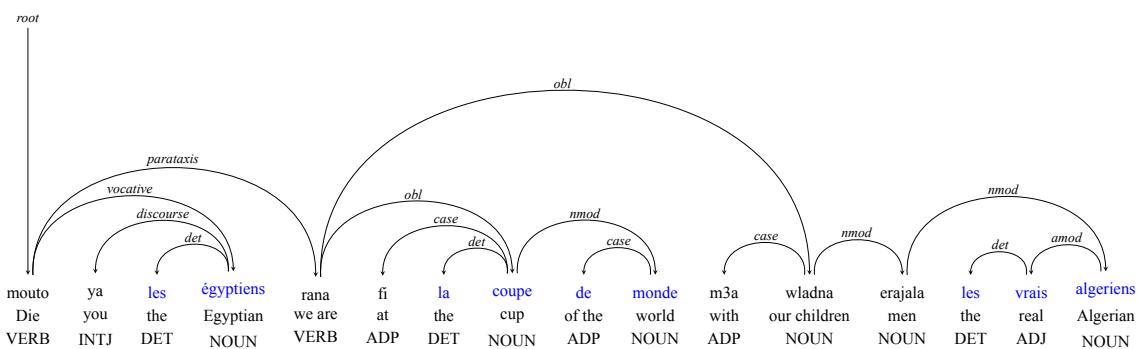 root
obl
parataxis
vocative obl nmod
discourse case nmod
det det case case nmod det amod
mouto ya les égyptiens rana fi la coupe de monde m3a wladna erajala les vrais algeriens
Die you the Egyptian we are at the cup of the world with our children men the real Algerian
VERB INTJ DET NOUN VERB ADP DET NOUN ADP NOUN ADP NOUN NOUN DET ADJ NOUN